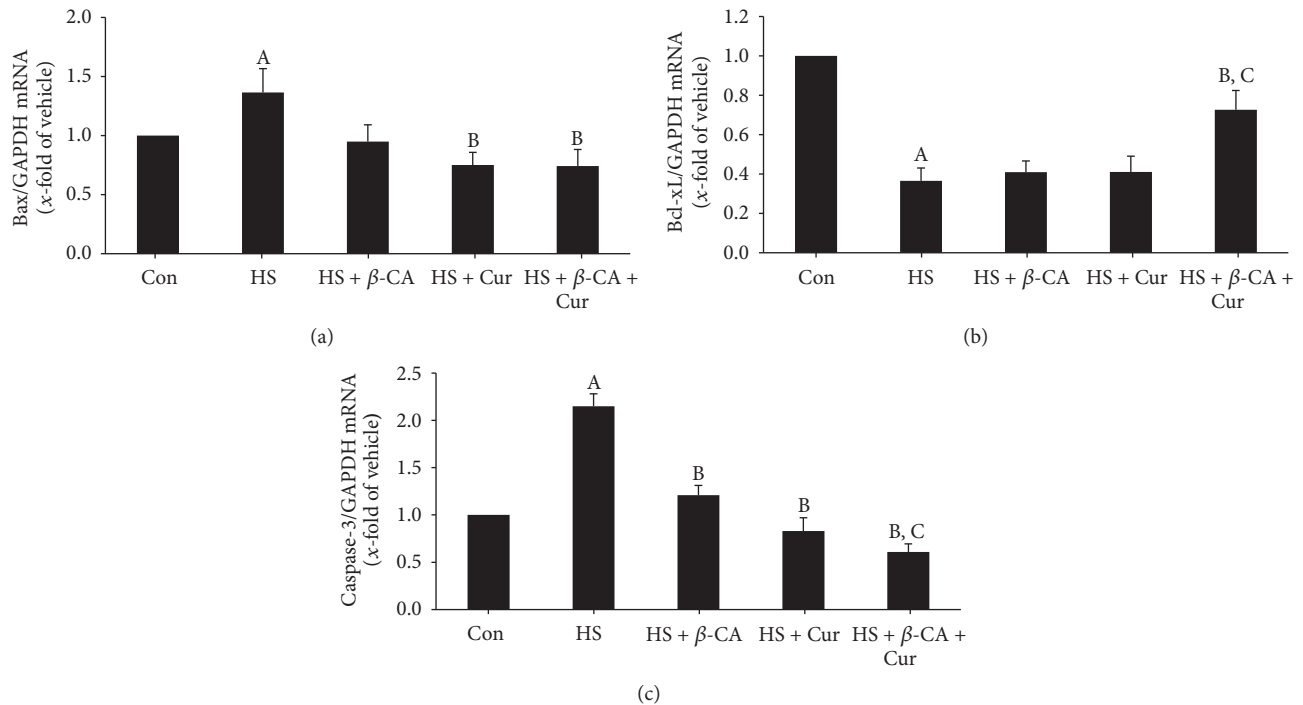 Bax/GAPDH mRNA
(x-fold of vehicle)
2.0
1.5
1.0
0.5
0.0
A
B
B
Con
HS
HS + β-CA
HS + Cur
HS + β-CA +
Cur
(a)
Bcl-xL/GAPDH mRNA
(x-fold of vehicle)
1.2
1.0
0.8
0.6
0.4
0.2
0.0
A
B, C
Con
HS
HS + β-CA
HS + Cur
HS + β-CA +
Cur
(b)
Caspase-3/GAPDH mRNA
(x-fold of vehicle)
2.5
2.0
1.5
1.0
0.5
0.0
A
B
B
B, C
Con
HS
HS + β-CA
HS + Cur
HS + β-CA +
Cur
(c)